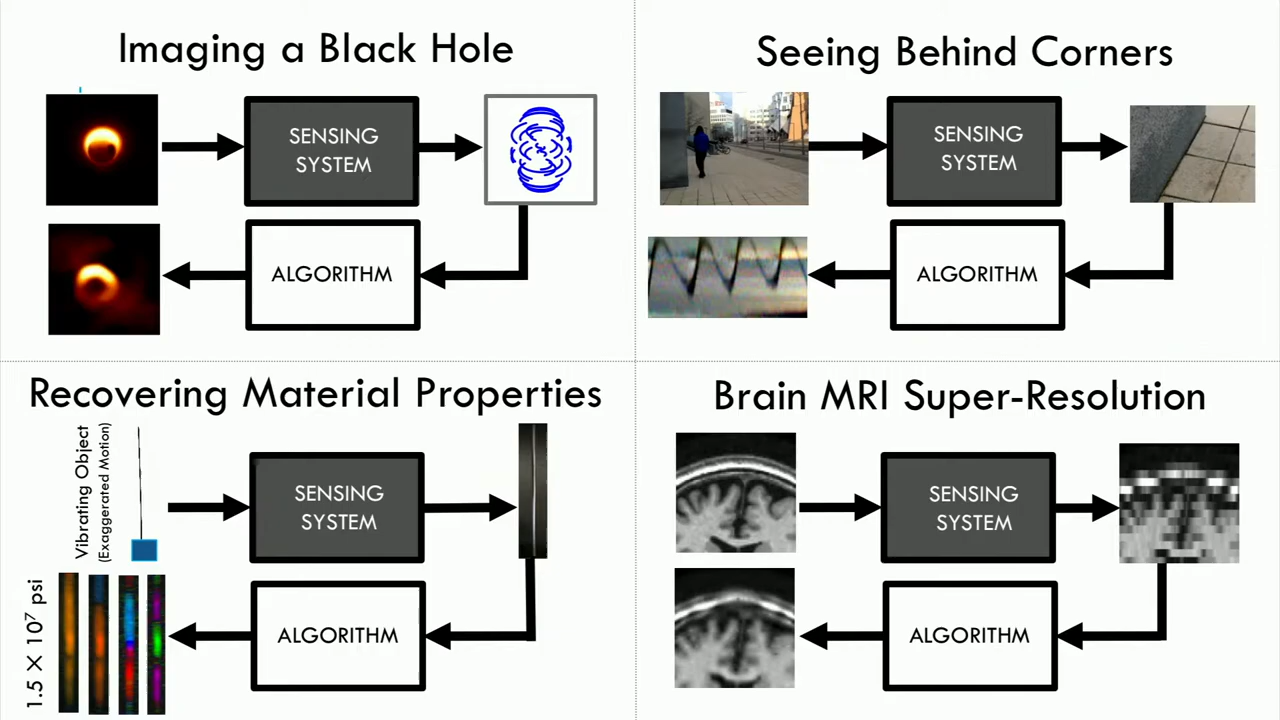 Imaging a Black Hole
SENSING
SYSTEM
ALGORITHM
Seeing Behind Corners
SENSING
SYSTEM
ALGORITHM
Recovering Material Properties
Vibrating Object
(Exaggerated Motion)
SENSING
SYSTEM
1.5 × 10⁷ psi
ALGORITHM
Brain MRI Super-Resolution
SENSING
SYSTEM
ALGORITHM